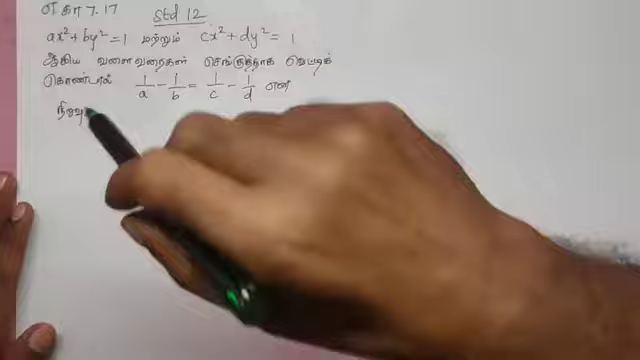 எ.கா 7.17 Std 12
ax²+by²=1 மற்றும் cx²+dy²= 1
ஆகிய வளைவரைகள் செங்குத்தாக வெட்டிக்
கொண்டால் 1/a - 1/b = 1/c - 1/d என
நிறுவு